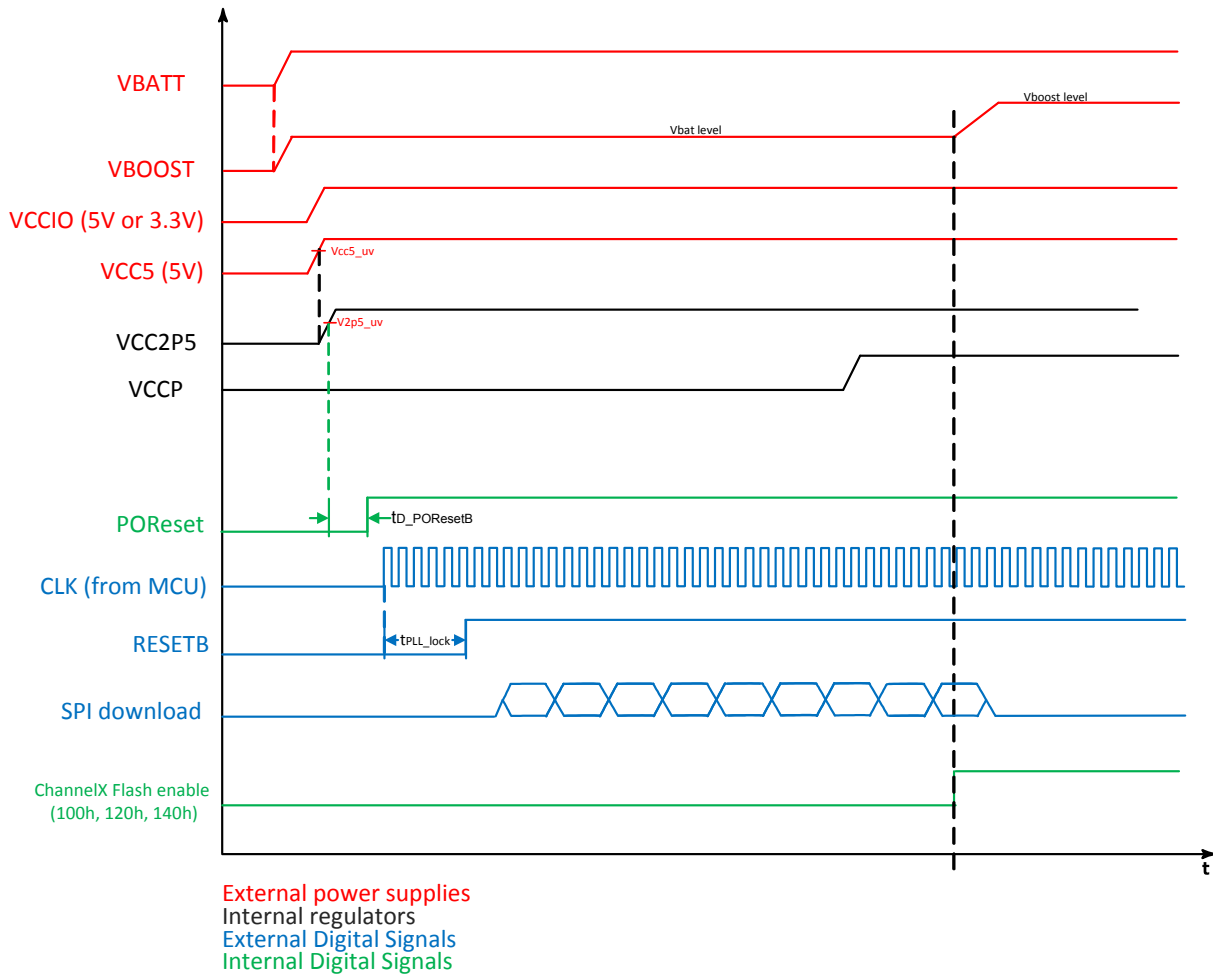 VBATT
Vboost level
Vbat level
VBOOST
VCCIO (5V or 3.3V)
Vcc5_uv
VCC5 (5V)
V2p5_uv
VCC2P5
VCCP
POReset
tD_POResetB
CLK (from MCU)
RESETB
tPLL_lock
SPI download
ChannelX Flash enable
(100h, 120h, 140h)
t
External power supplies
Internal regulators
External Digital Signals
Internal Digital Signals